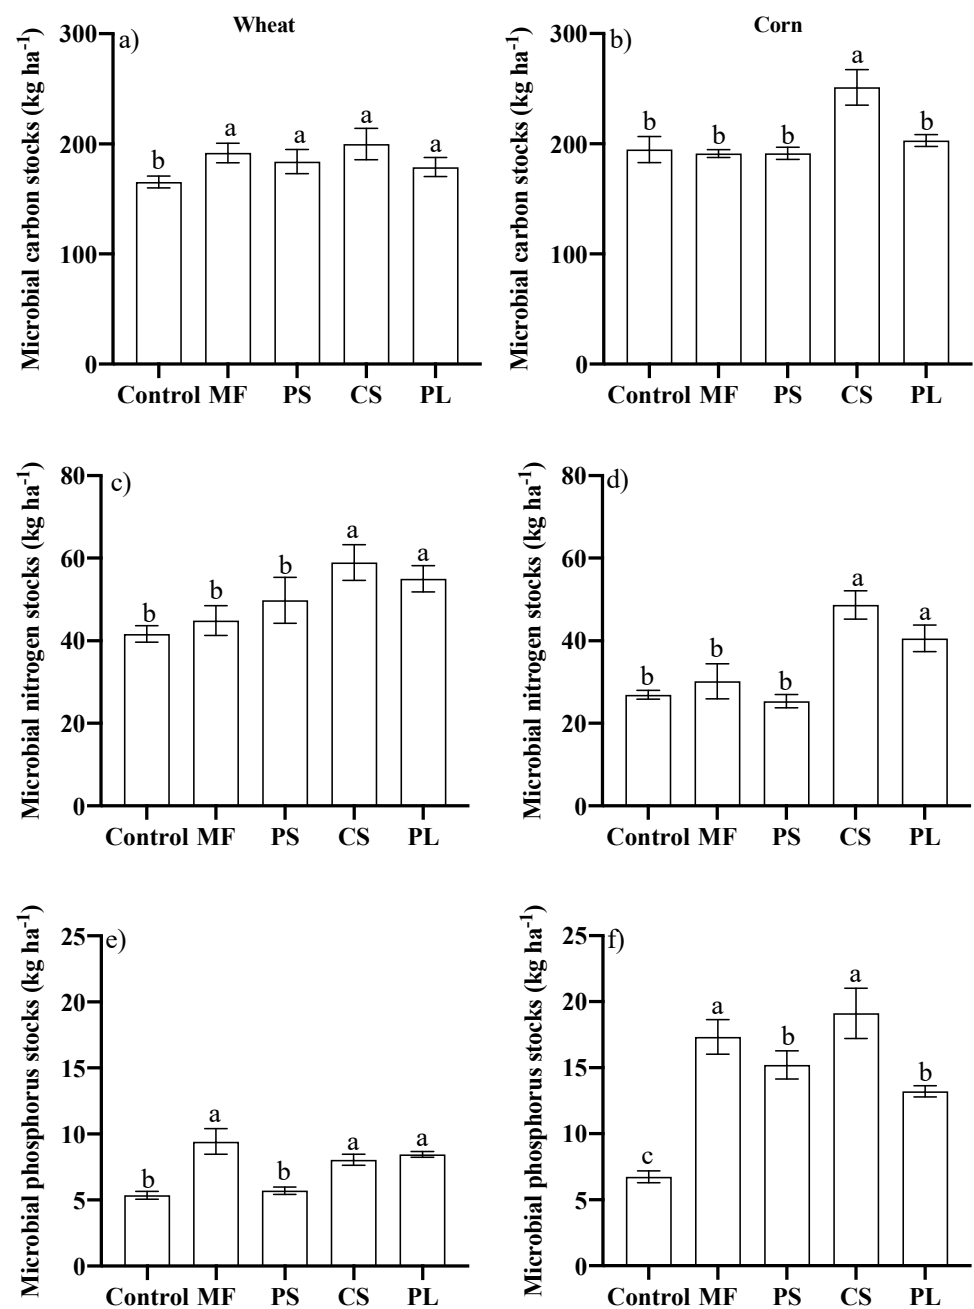 Wheat
Corn
a)
Microbial carbon stocks (kg ha-1)
300
200
100
0
b
a
a
a
a
Control MF PS CS PL
b)
Microbial carbon stocks (kg ha-1)
300
200
100
0
b
b
b
a
b
Control MF PS CS PL
c)
Microbial nitrogen stocks (kg ha-1)
80
60
40
20
0
b
b
b
a
a
Control MF PS CS PL
d)
Microbial nitrogen stocks (kg ha-1)
80
60
40
20
0
b
b
b
a
a
Control MF PS CS PL
e)
Microbial phosphorus stocks (kg ha-1)
25
20
15
10
5
0
b
a
b
a
a
Control MF PS CS PL
f)
Microbial phosphorus stocks (kg ha-1)
25
20
15
10
5
0
c
a
b
a
b
Control MF PS CS PL